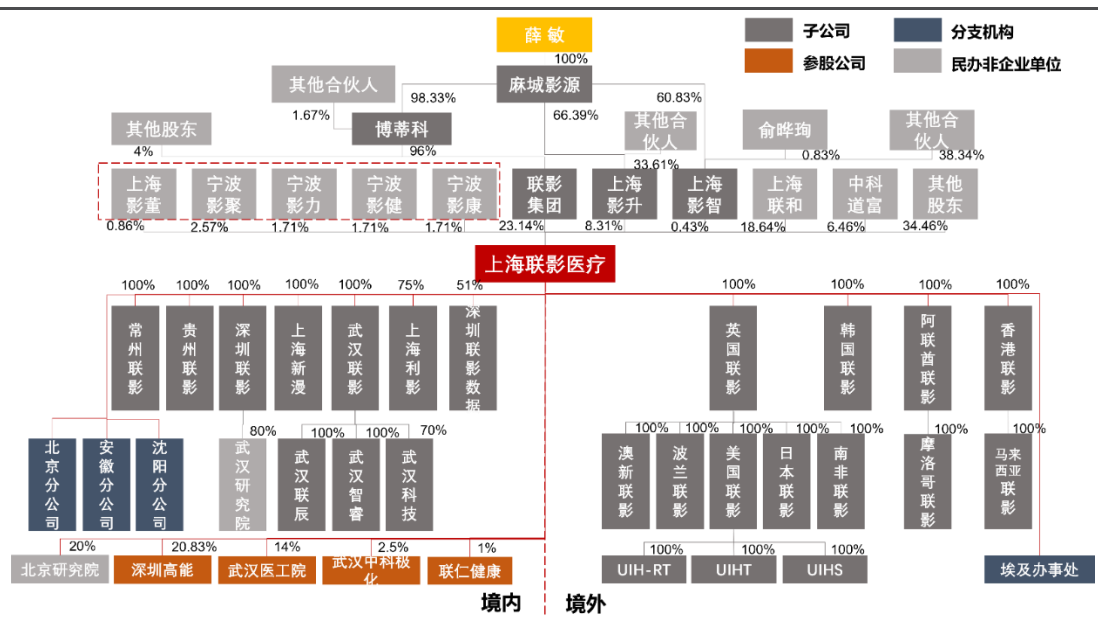 薛敏
子公司
分支机构
参股公司
民办非企业单位
100%
其他合伙人
麻城影源
98.33%
60.83%
1.67%
66.39%
其他股东
博蒂科
其他合
伙人
俞晔珣
其他合
伙人
4%
96%
33.61%
0.83%
38.34%
上海
影董
宁波
影聚
宁波
影力
宁波
影健
宁波
影康
联影
集团
上海
影升
上海
影智
上海
联和
中科
道富
其他
股东
0.86%
2.57%
1.71%
1.71%
1.71%
23.14%
8.31%
0.43%
18.64%
6.46%
34.46%
上海联影医疗
100%
100%
100%
100%
100%
75%
51%
100%
100%
100%
100%
常州联影
贵州联影
深圳联影
上海新漫
武汉联影
上海利影
深圳联影数据
英国联影
韩国联影
阿联酋联影
香港联影
80%
100%
100%
70%
100%
100%
100%
100%
100%
100%
100%
北京分公司
安徽分公司
沈阳分公司
武汉研究院
武汉联辰
武汉智睿
武汉科技
澳新联影
波兰联影
美国联影
日本联影
南非联影
摩洛哥联影
马来
西亚
联影
20%
20.83%
14%
2.5%
1%
100%
100%
100%
北京研究院
深圳高能
武汉医工院
武汉中科极
化
联仁健康
UIH-RT
UIHT
UIHS
埃及办事处
境内
境外